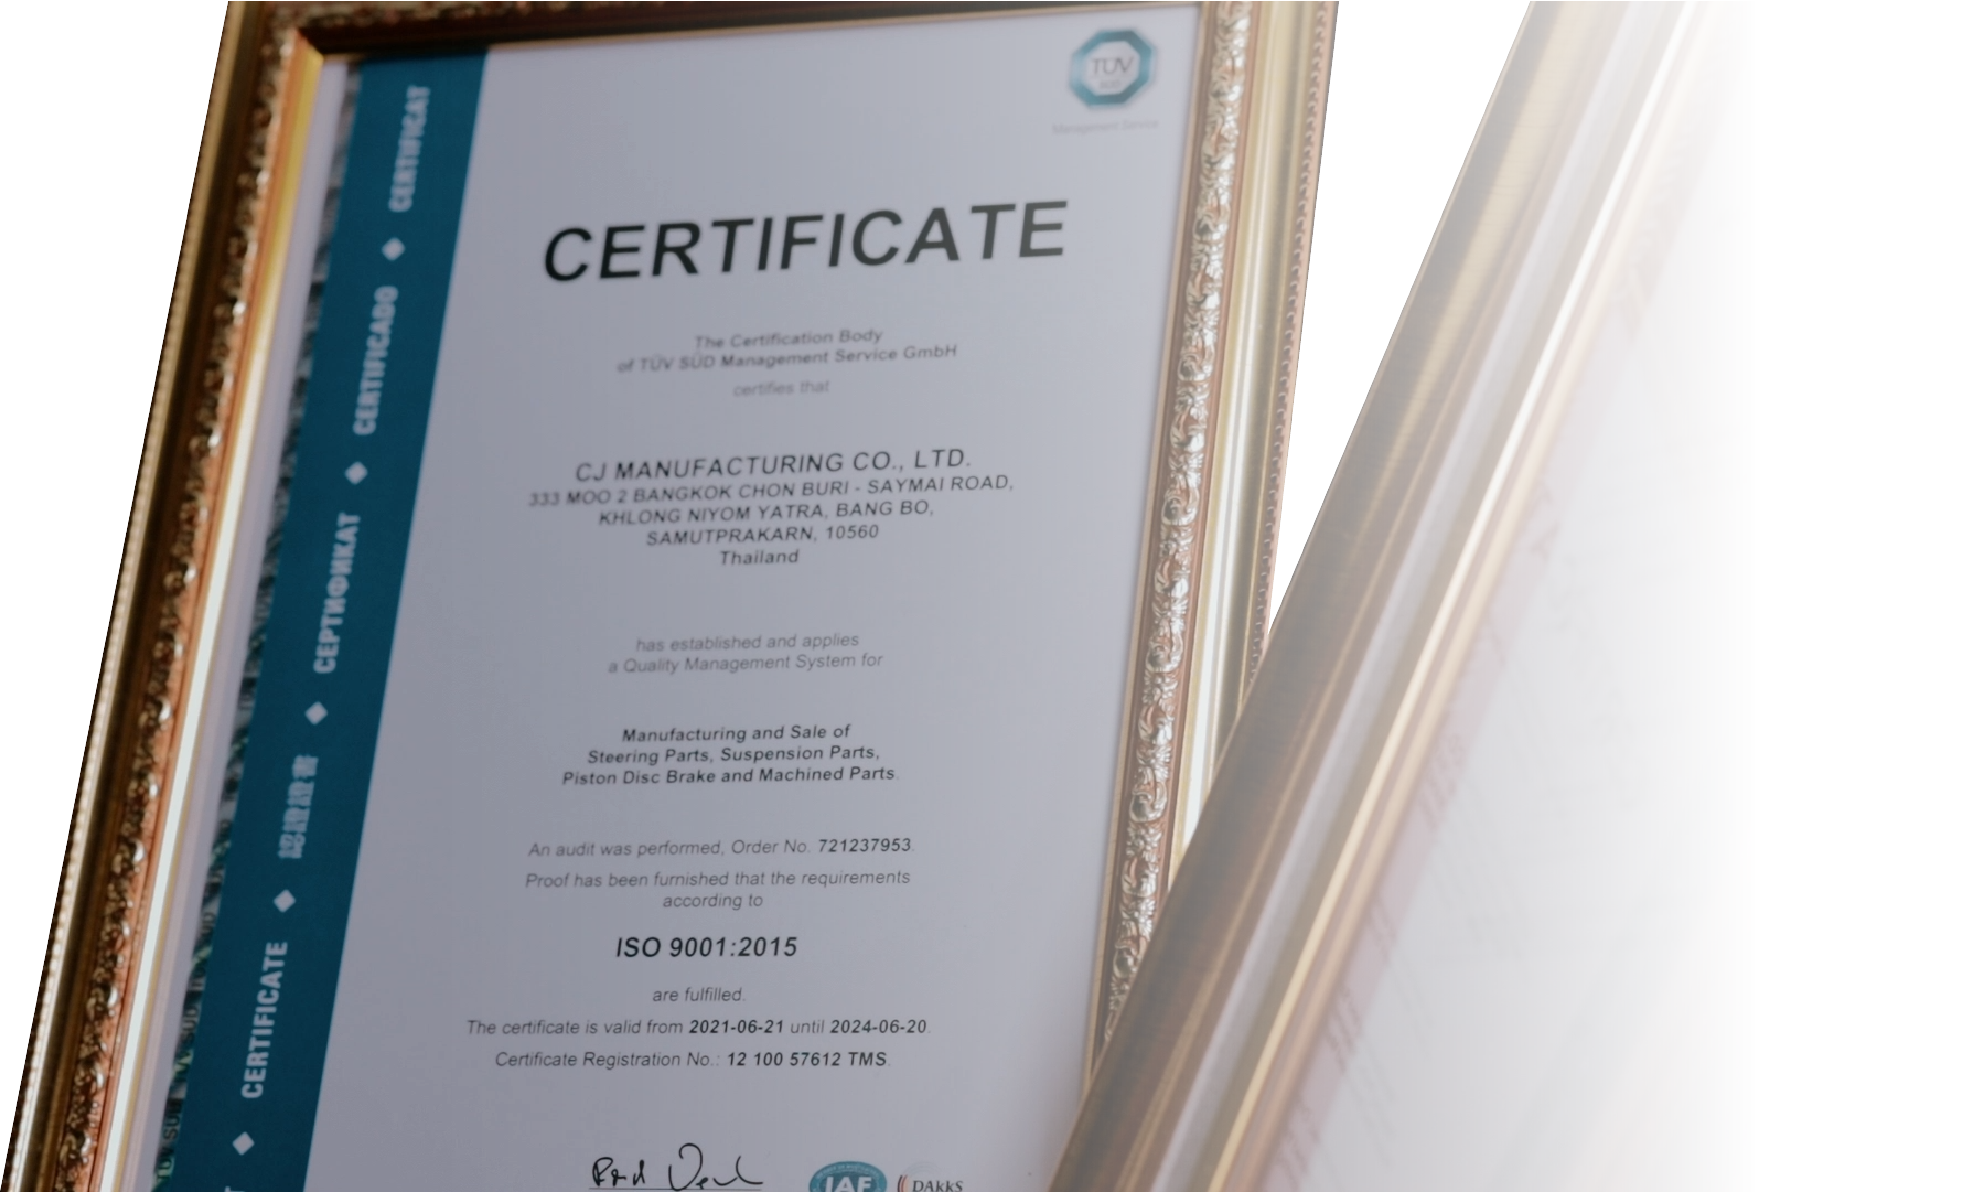 TÜV
Management Service
CERTIFICATE
The Certification Body
of TÜV SÜD Management Service GmbH
certifies that
CJ MANUFACTURING CO., LTD.
333 MOO 2 BANGKOK CHON BURI - SAYMAI ROAD,
KHLONG NIYOM YATRA, BANG BO,
SAMUTPRAKARN, 10560
Thailand
has established and applies
a Quality Management System for
Manufacturing and Sale of
Steering Parts, Suspension Parts,
Piston Disc Brake and Machined Parts.
An audit was performed, Order No. 721237953.
Proof has been furnished that the requirements
according to
ISO 9001:2015
are fulfilled.
The certificate is valid from 2021-06-21 until 2024-06-20.
Certificate Registration No.: 12 100 57612 TMS.
IAF
DAkkS
CERTIFICATE ◆ 認證證書 ◆ СЕРТИФИКАТ ◆ CERTIFICADO ◆ CERTIFICAT